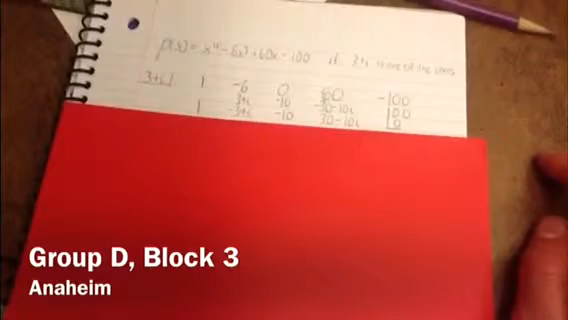 p(x) = x⁴ - 6x³ + 60x - 100 if 3+i is one of the zeros
3+i| 1 -6 0 60 -100
3+i -10 -30-10i 100
1 -3+i -10 30-10i 0
Group D, Block 3
Anaheim